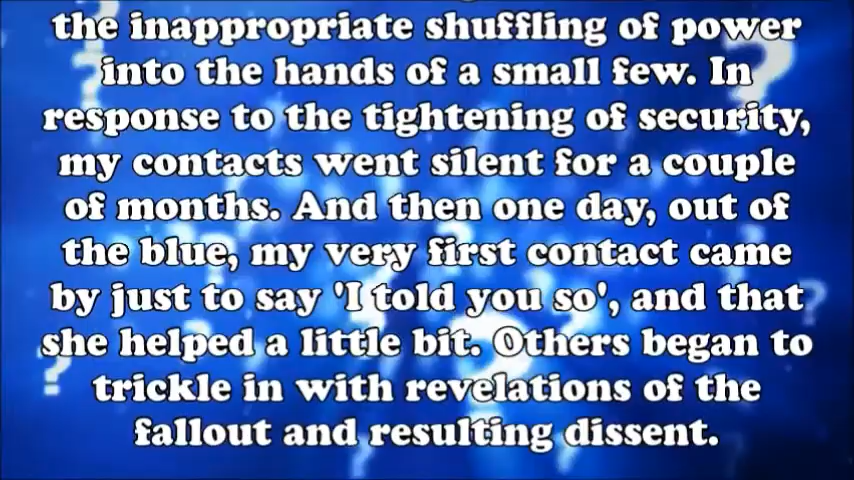 the inappropriate shuffling of power
into the hands of a small few. In
response to the tightening of security,
my contacts went silent for a couple
of months. And then one day, out of
the blue, my very first contact came
by just to say 'I told you so', and that
she helped a little bit. Others began to
trickle in with revelations of the
fallout and resulting dissent.